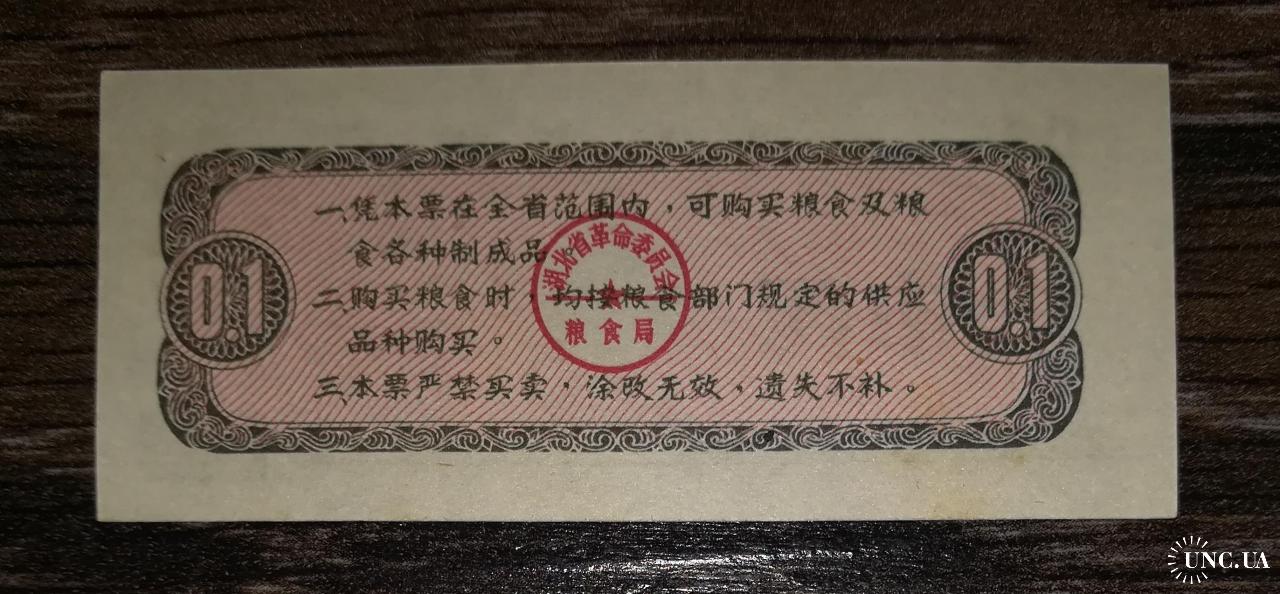 一、凭本票在全省范围内，可购买粮食及粮
食各种制成品。
二、购买粮食时，均按粮食部门规定的供应
品种购买。
三、本票严禁买卖，涂改无效，遗失不补。
0.1
0.1
湖北省革命委员会
粮食局
UNC.UA